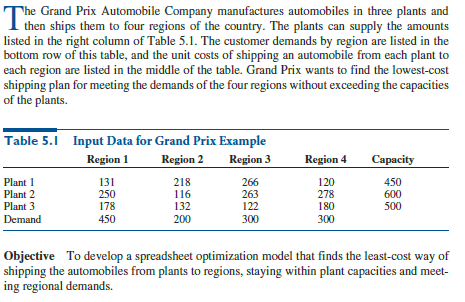 The Grand Prix Automobile Company manufactures automobiles in three plants and
then ships them to four regions of the country. The plants can supply the amounts
listed in the right column of Table 5.1. The customer demands by region are listed in the
bottom row of this table, and the unit costs of shipping an automobile from each plant to
each region are listed in the middle of the table. Grand Prix wants to find the lowest-cost
shipping plan for meeting the demands of the four regions without exceeding the capacities
of the plants.
Table 5.1 Input Data for Grand Prix Example
Region 1 Region 2 Region 3 Region 4 Capacity
Plant 1 131 218 266 120 450
Plant 2 250 116 263 278 600
Plant 3 178 132 122 180 500
Demand 450 200 300 300
Objective To develop a spreadsheet optimization model that finds the least-cost way of
shipping the automobiles from plants to regions, staying within plant capacities and meet-
ing regional demands.